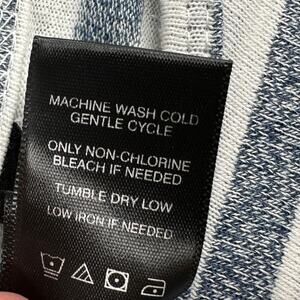 MACHINE WASH COLD
GENTLE CYCLE
ONLY NON-CHLORINE
BLEACH IF NEEDED
TUMBLE DRY LOW
LOW IRON IF NEEDED